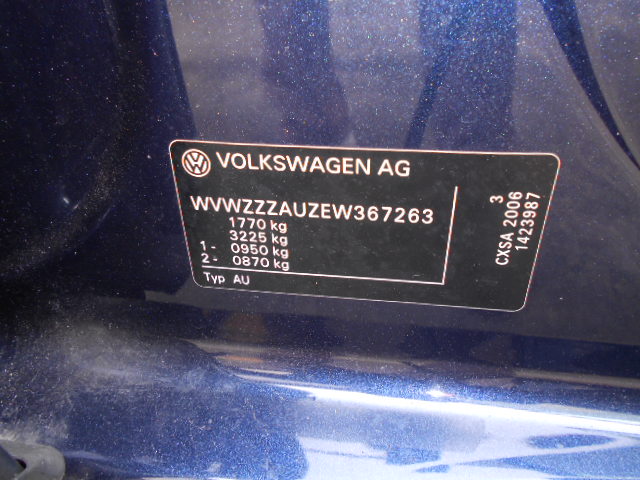 VOLKSWAGEN AG
WVWZZZAUZEW367263
1770 kg
3225 kg
1 - 0950 kg
2 - 0870 kg
Typ AU
3
CXSA 2006
1423987